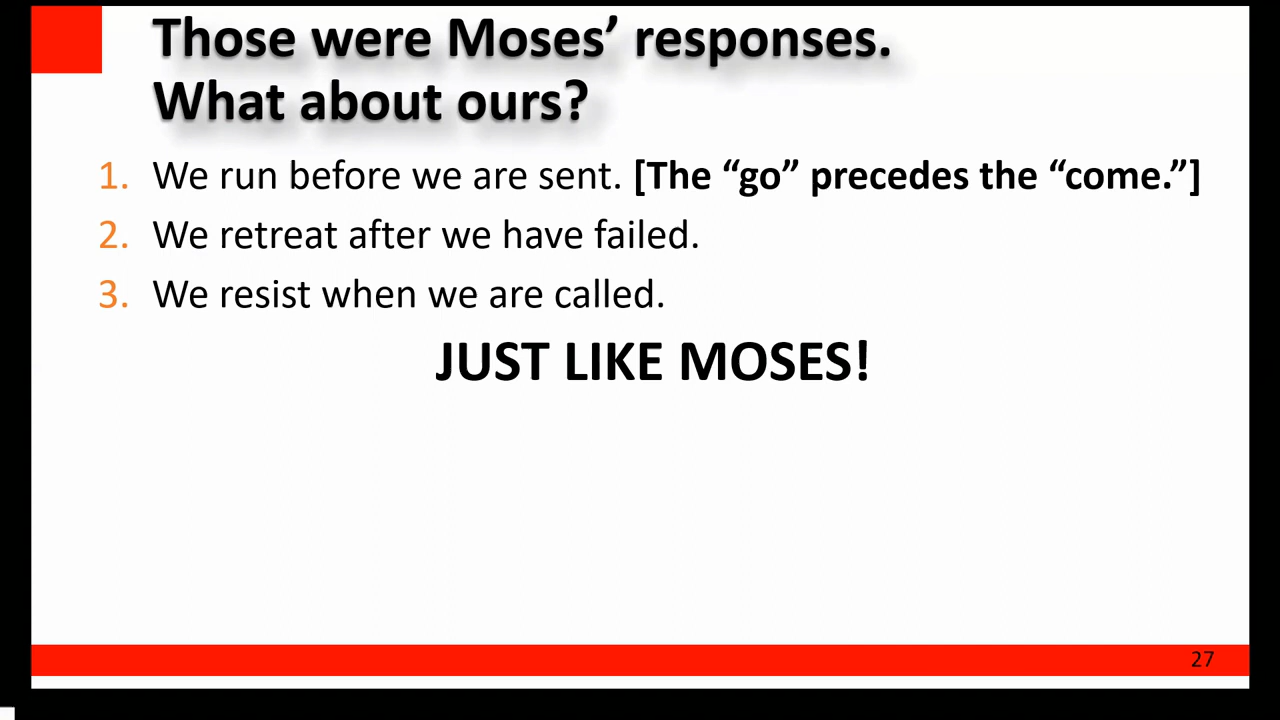 Those were Moses’ responses.
What about ours?
1. We run before we are sent. [The “go” precedes the “come.”]
2. We retreat after we have failed.
3. We resist when we are called.
JUST LIKE MOSES!
27